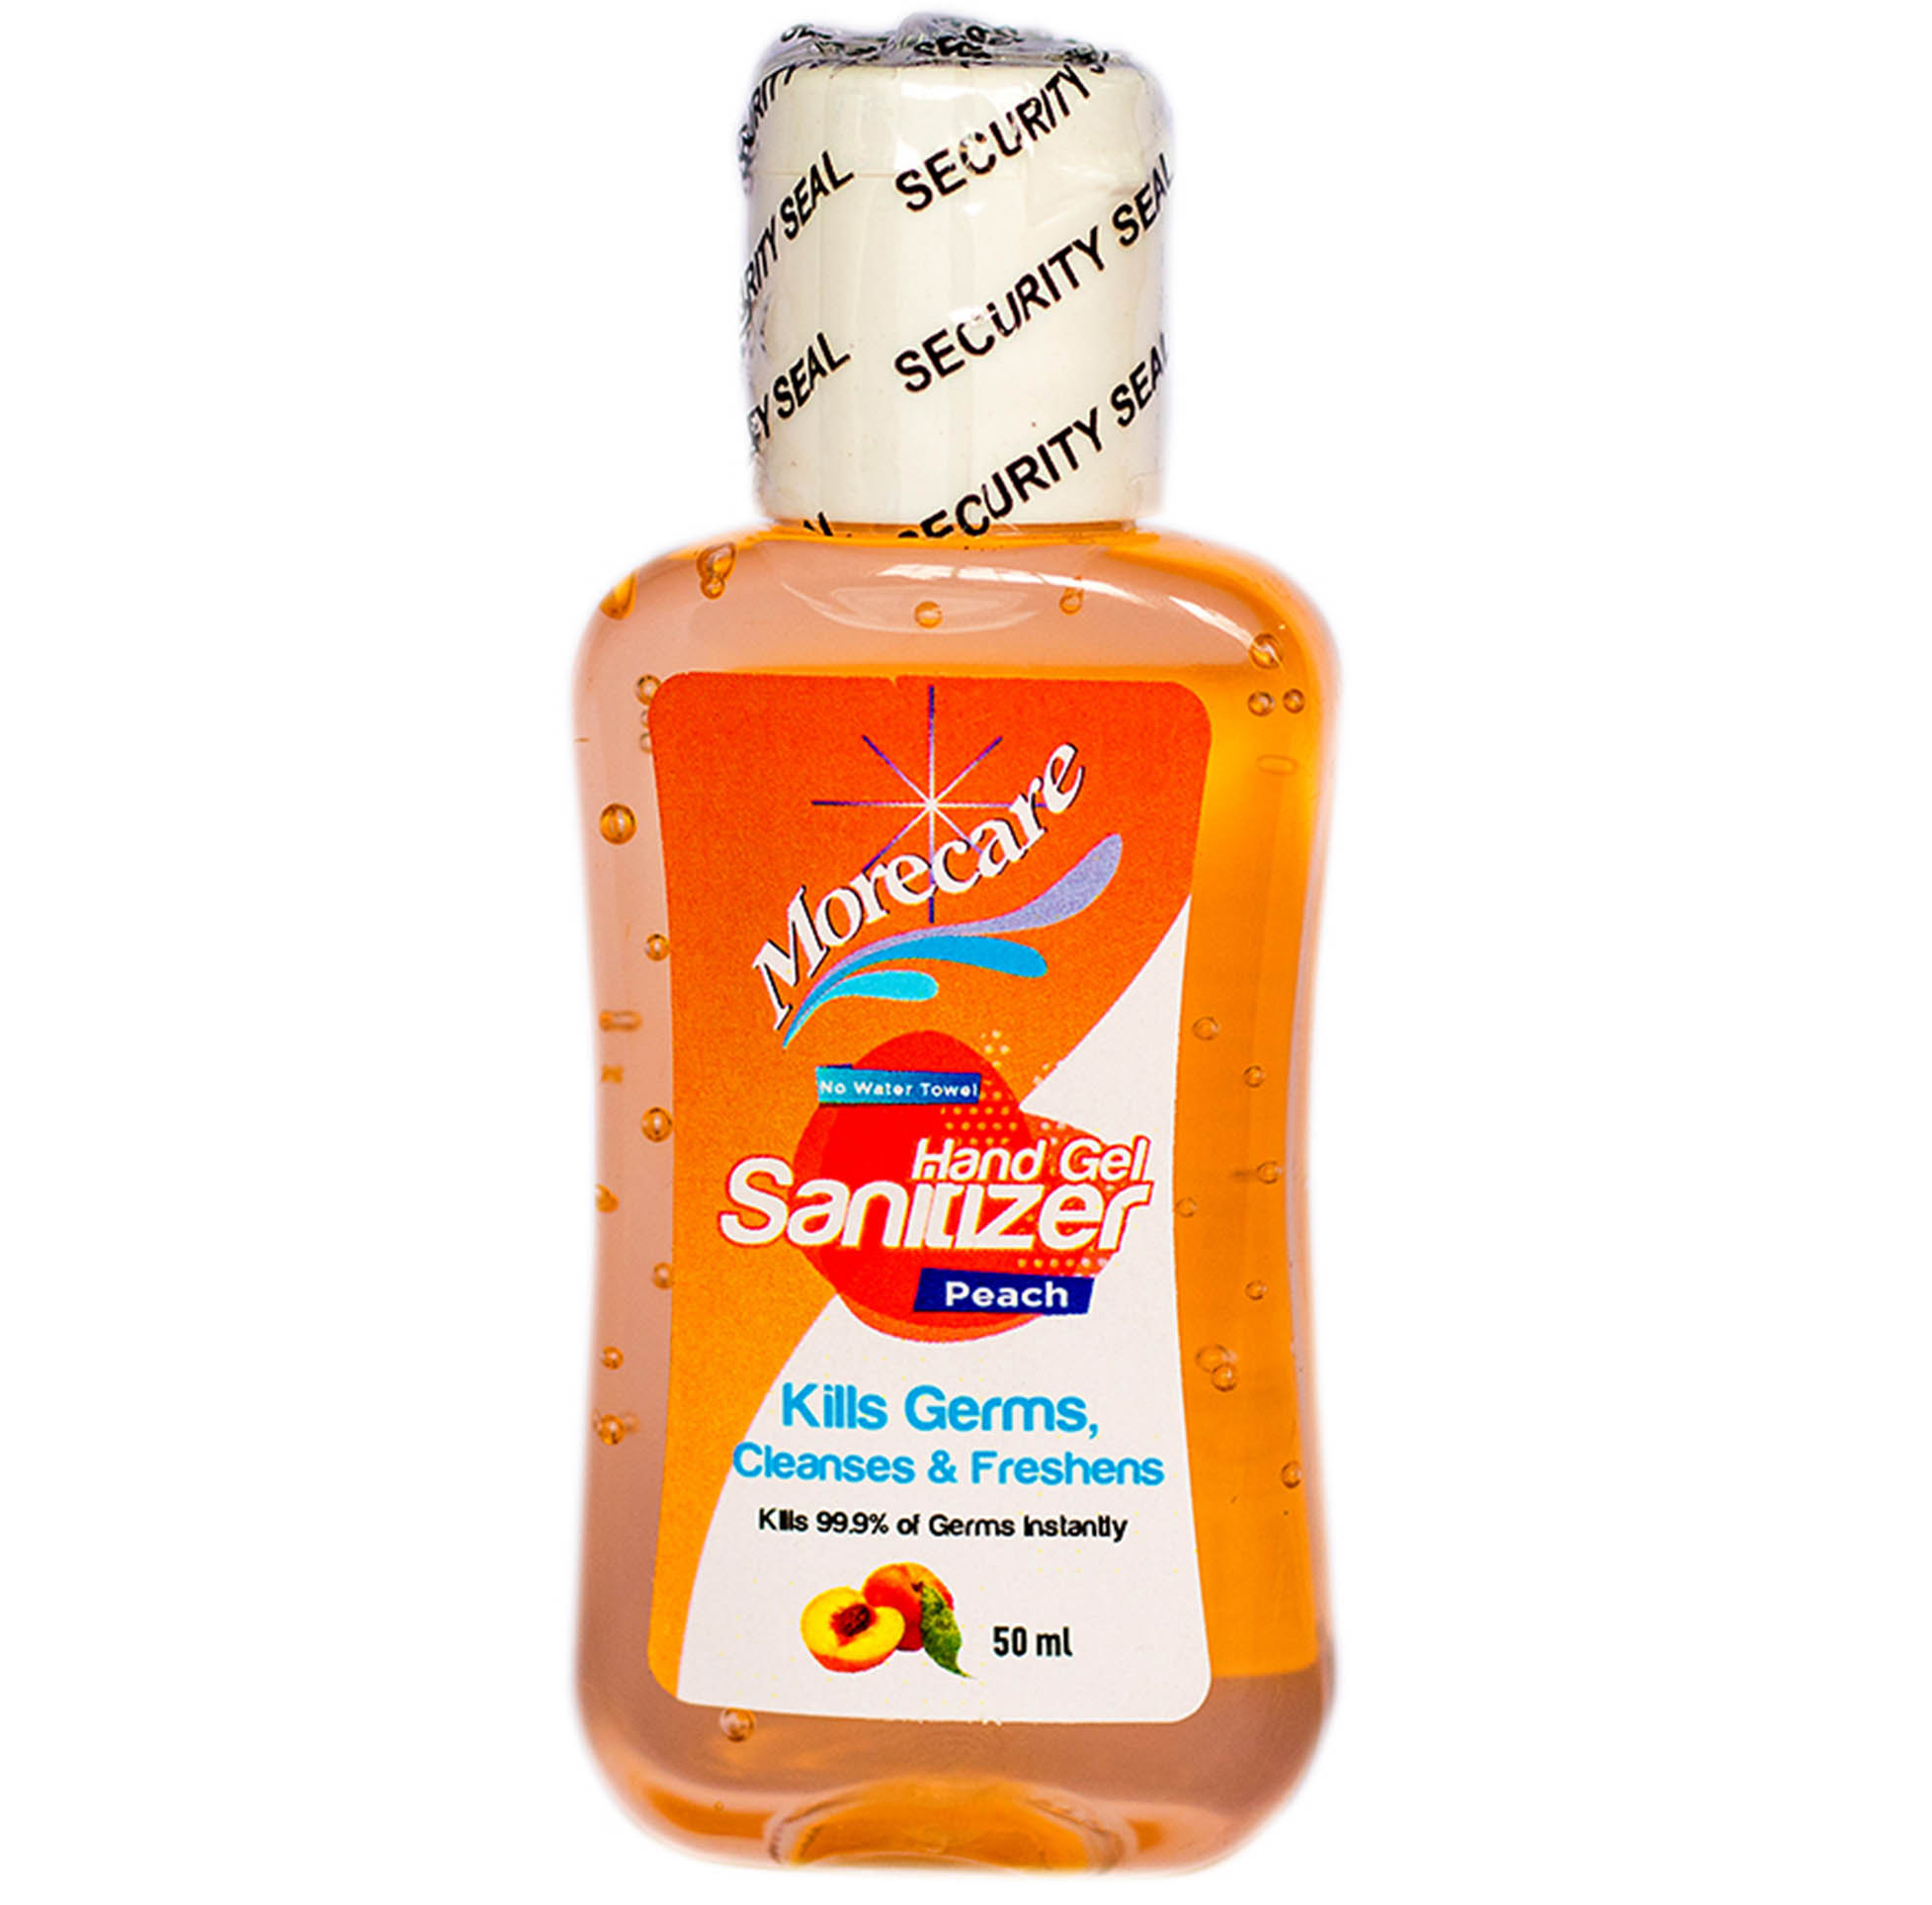 SECURITY
RITY SEAL
SECURITY SEAL
SEAL
SECURITY SEAL
Morecare
No Water Towel
Hand Gel
Sanitizer
Peach
Kills Germs,
Cleanses & Freshens
Kills 99.9% of Germs Instantly
50 ml